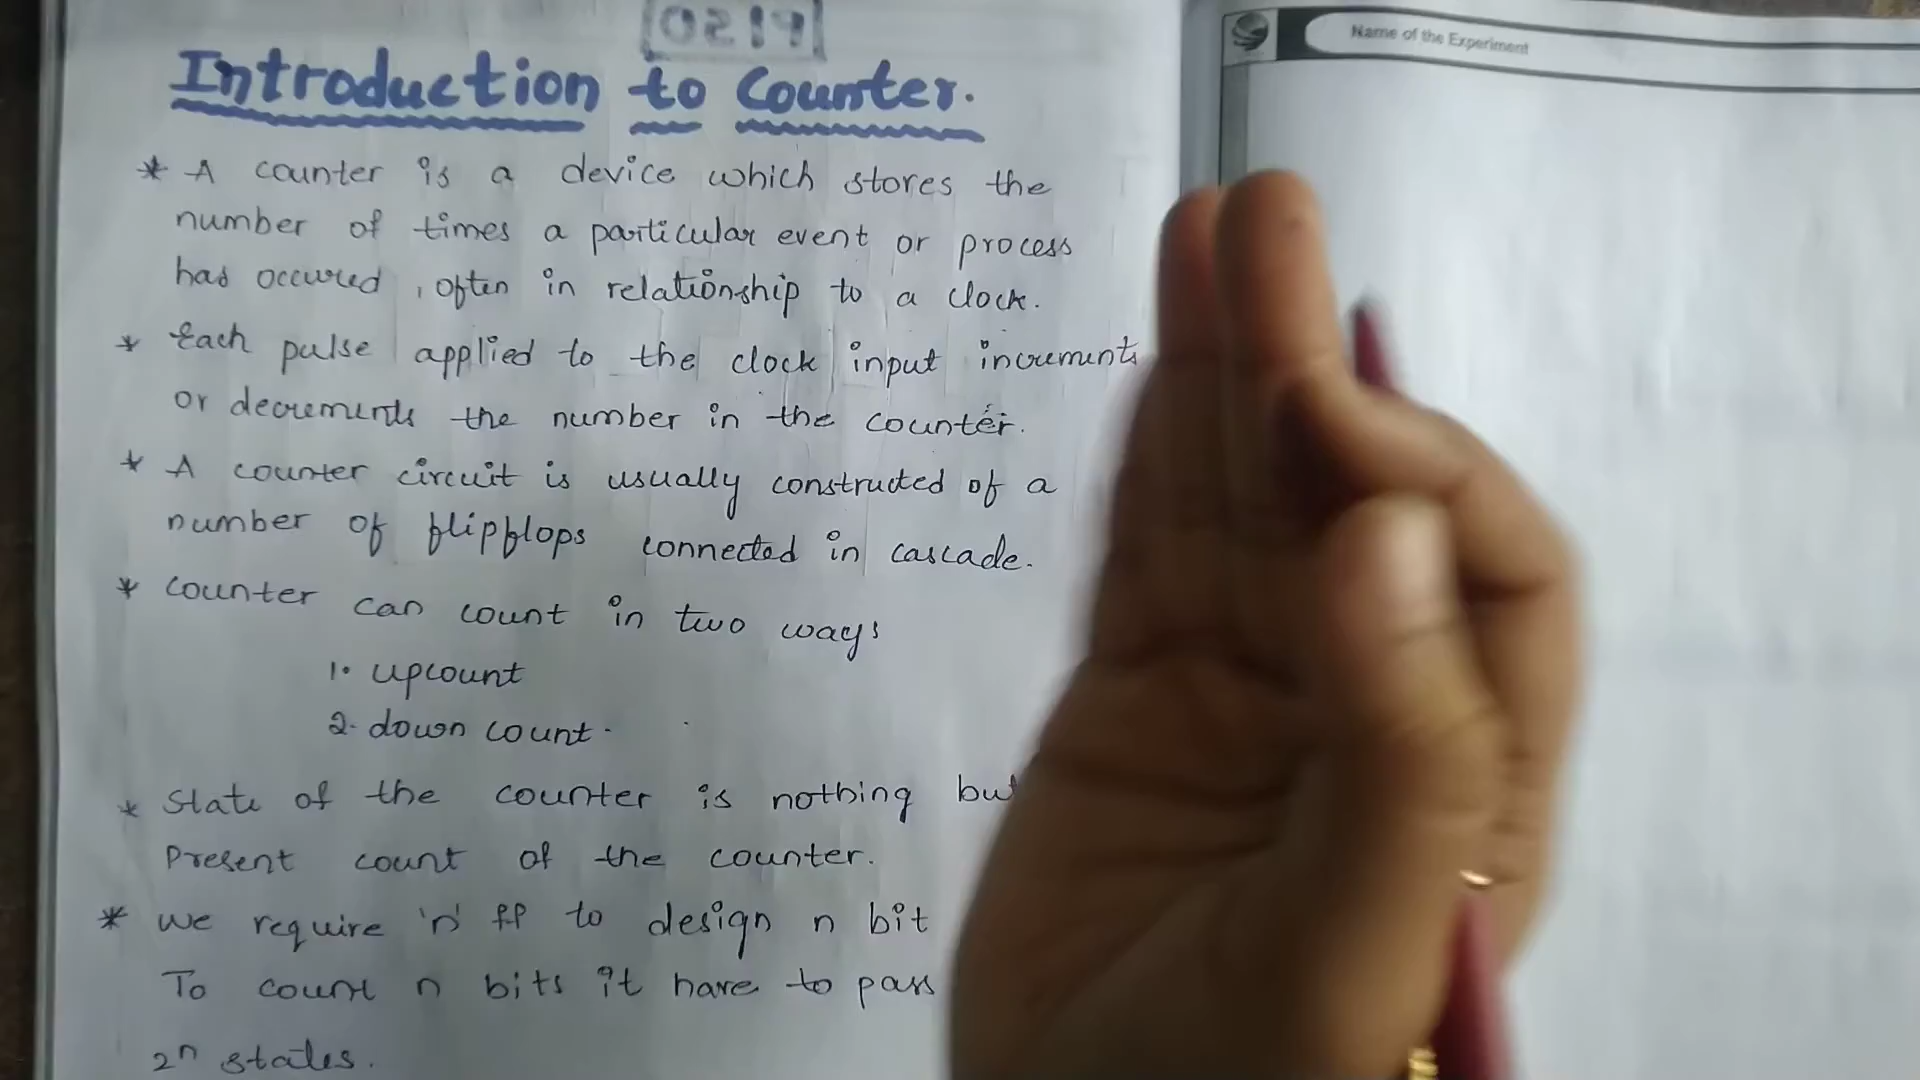 Introduction to Counter.
* A counter is a device which stores the
number of times a particular event or process
has occured, often in relationship to a clock.
* Each pulse applied to the clock input increments
or decrements the number in the counter.
* A counter circuit is usually constructed of a
number of flipflops connected in cascade.
* counter can count in two ways
1. upcount
2. down count.
* State of the counter is nothing but
Present count of the counter.
* we require 'n' ff to design n bit
To count n bits it have to pass
2ⁿ states.
Name of the Experiment